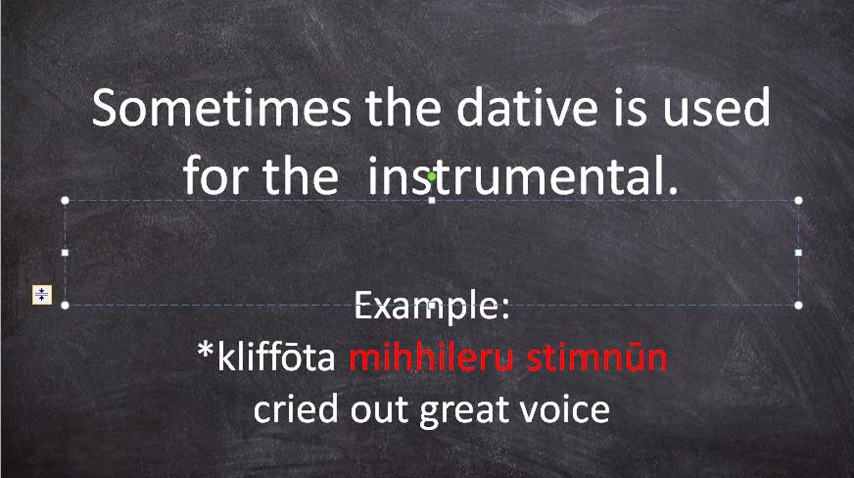 Sometimes the dative is used
for the  instrumental.
Example:
*kliffōta mihhileru stimnūn
cried out great voice